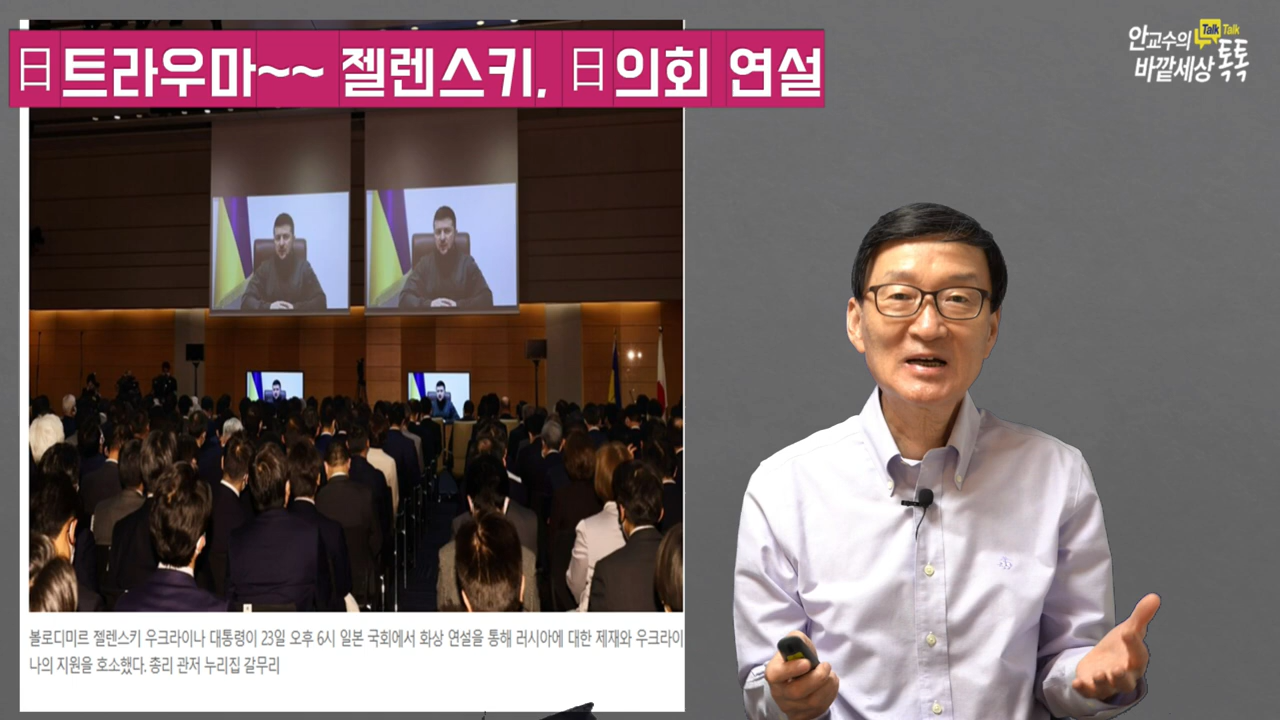 日트라우마~~ 젤렌스키, 日의회 연설
안교수의 Talk Talk
바깥세상 톡톡
볼로디미르 젤렌스키 우크라이나 대통령이 23일 오후 6시 일본 국회에서 화상 연설을 통해 러시아에 대한 제재와 우크라이
나의 지원을 호소했다. 총리 관저 누리집 갈무리